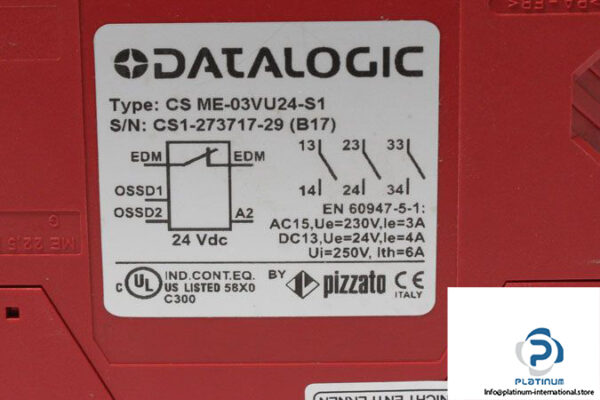 DATALOGIC
Type: CS ME-03VU24-S1
S/N: CS1-273717-29 (B17)
EDM EDM
OSSD1
OSSD2 A2
24 Vdc
13 23 33
14 24 34
EN 60947-5-1:
AC15,Ue=230V,Ie=3A
DC13,Ue=24V,Ie=4A
Ui=250V, Ith=6A
C UL US IND.CONT.EQ.
LISTED 58X0
C300
BY pizzato CE
ITALY
ME 22,5
G
>PA-FR<
P
PLATINUM
Info@platinum-international.store